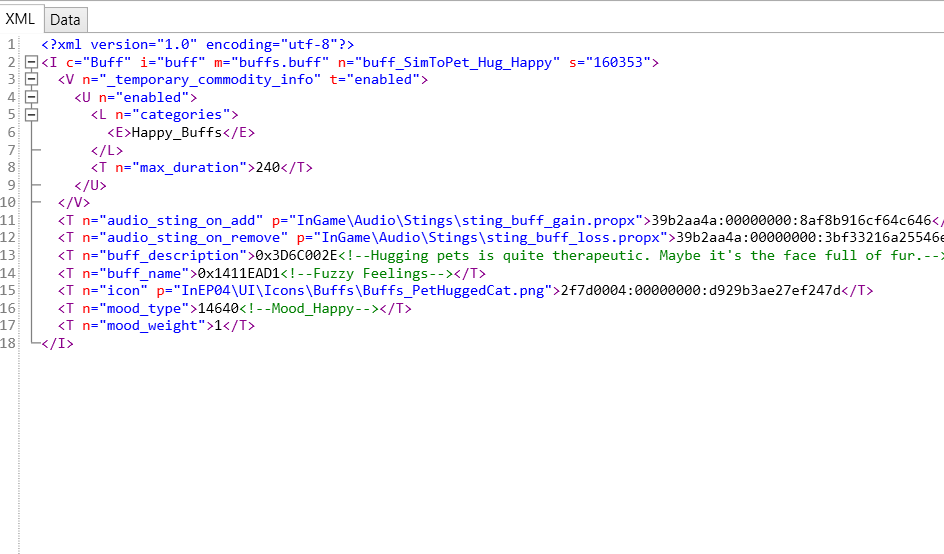 XML Data
1 <?xml version="1.0" encoding="utf-8"?>
2 <I c="Buff" i="buff" m="buffs.buff" n="buff_SimToPet_Hug_Happy" s="160353">
3 <V n="_temporary_commodity_info" t="enabled">
4 <U n="enabled">
5 <L n="categories">
6 <E>Happy_Buffs</E>
7 </L>
8 <T n="max_duration">240</T>
9 </U>
10 </V>
11 <T n="audio_sting_on_add" p="InGame\Audio\Stings\sting_buff_gain.propx">39b2aa4a:00000000:8af8b916cf64c646</
12 <T n="audio_sting_on_remove" p="InGame\Audio\Stings\sting_buff_loss.propx">39b2aa4a:00000000:3bf33216a25546e
13 <T n="buff_description">0x3D6C002E<!--Hugging pets is quite therapeutic. Maybe it's the face full of fur.-->
14 <T n="buff_name">0x1411EAD1<!--Fuzzy Feelings--></T>
15 <T n="icon" p="InEP04\UI\Icons\Buffs\Buffs_PetHuggedCat.png">2f7d0004:00000000:d929b3ae27ef247d</T>
16 <T n="mood_type">14640<!--Mood_Happy--></T>
17 <T n="mood_weight">1</T>
18 </I>